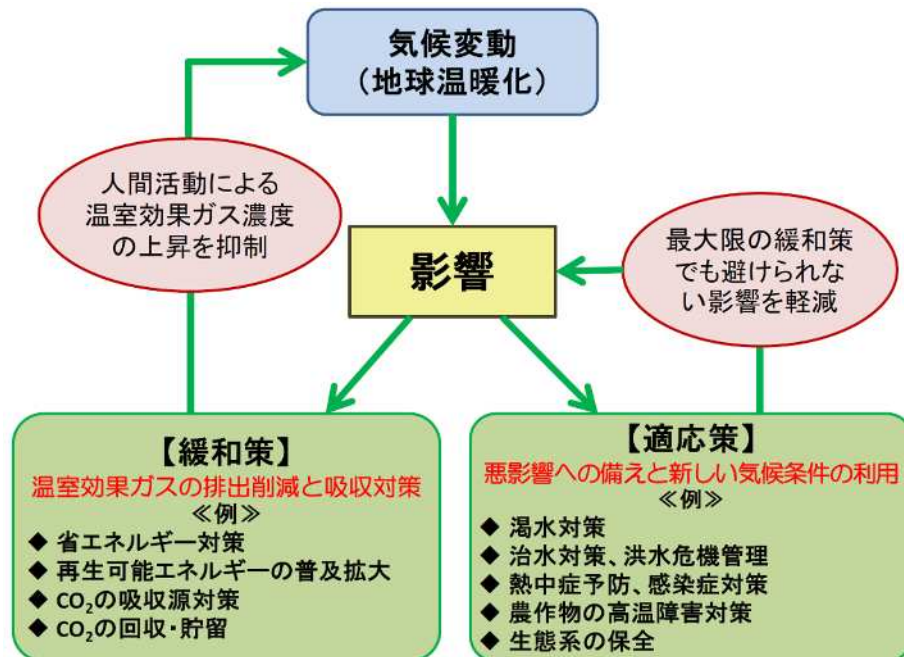 気候変動
（地球温暖化）
人間活動による
温室効果ガス濃度
の上昇を抑制
影響
最大限の緩和策
でも避けられな
い影響を軽減
【緩和策】
温室効果ガスの排出削減と吸収対策
≪例≫
◆ 省エネルギー対策
◆ 再生可能エネルギーの普及拡大
◆ CO₂の吸収源対策
◆ CO₂の回収・貯留
【適応策】
悪影響への備えと新しい気候条件の利用
≪例≫
◆ 渇水対策
◆ 治水対策、洪水危機管理
◆ 熱中症予防、感染症対策
◆ 農作物の高温障害対策
◆ 生態系の保全